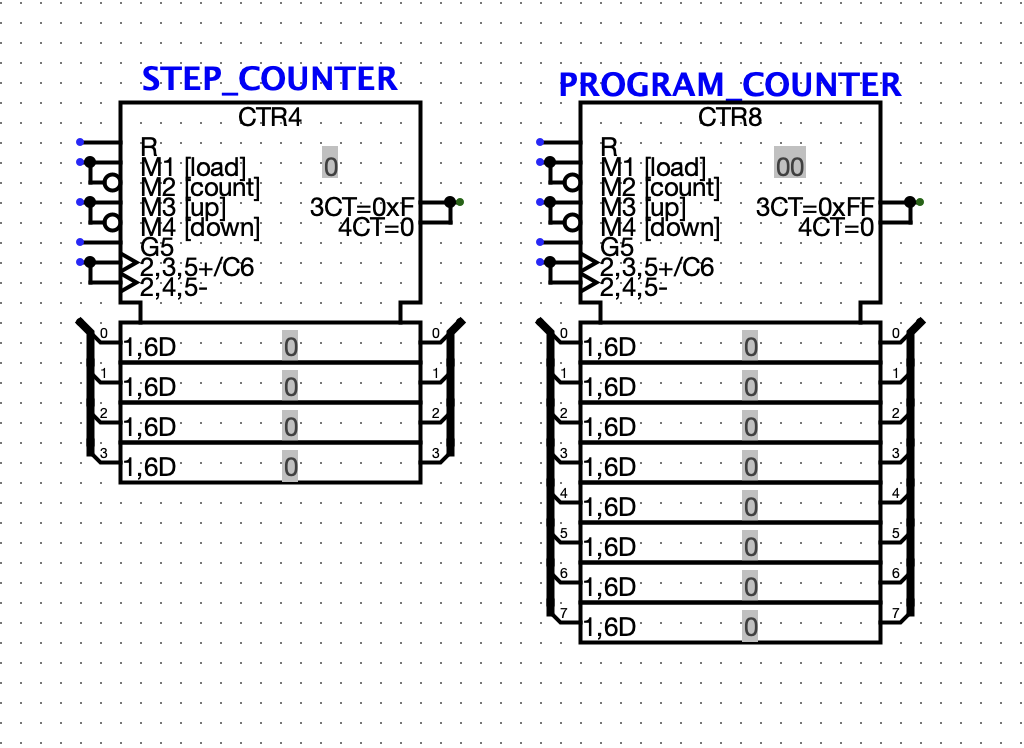 STEP_COUNTER
CTR4
R
M1 [load]
0
M2 [count]
M3 [up]
3CT=0xF
M4 [down]
4CT=0
G5
2,3,5+/C6
2,4,5-
0 1,6D 0 0
1 1,6D 0 1
2 1,6D 0 2
3 1,6D 0 3
PROGRAM_COUNTER
CTR8
R
M1 [load]
00
M2 [count]
M3 [up]
3CT=0xFF
M4 [down]
4CT=0
G5
2,3,5+/C6
2,4,5-
0 1,6D 0 0
1 1,6D 0 1
2 1,6D 0 2
3 1,6D 0 3
4 1,6D 0 4
5 1,6D 0 5
6 1,6D 0 6
7 1,6D 0 7